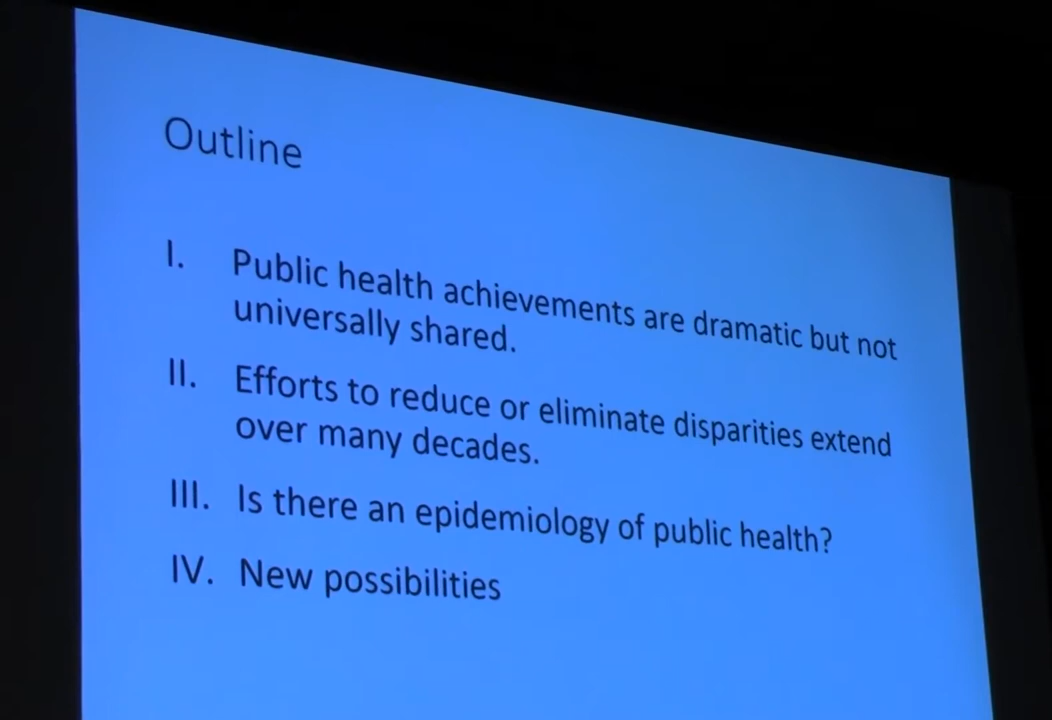 Outline
I. Public health achievements are dramatic but not
universally shared.
II. Efforts to reduce or eliminate disparities extend
over many decades.
III. Is there an epidemiology of public health?
IV. New possibilities